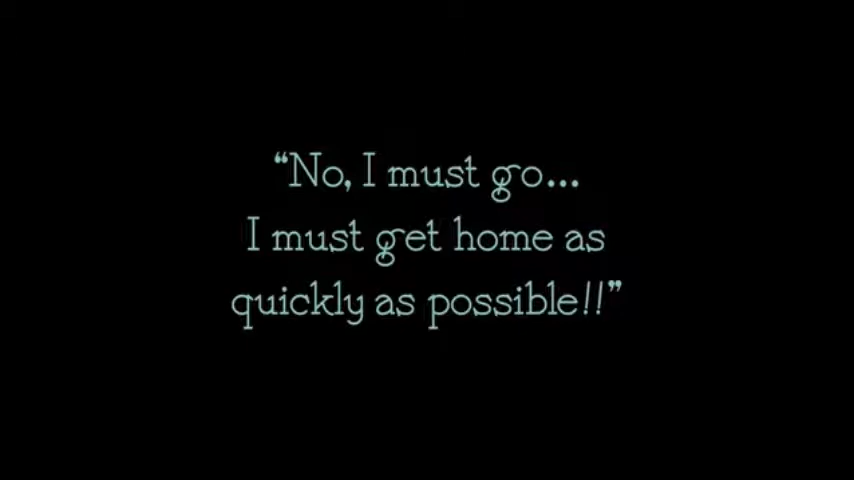 “No, I must go...
I must get home as
quickly as possible!!”